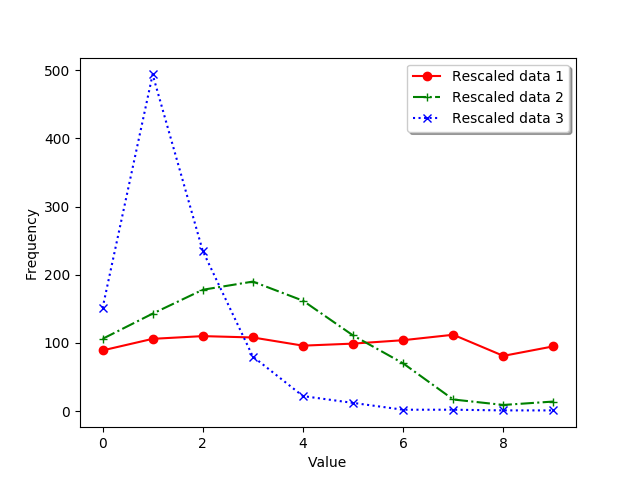 500
400
300
200
100
0
Frequency
0 2 4 6 8
Value
Rescaled data 1
Rescaled data 2
Rescaled data 3